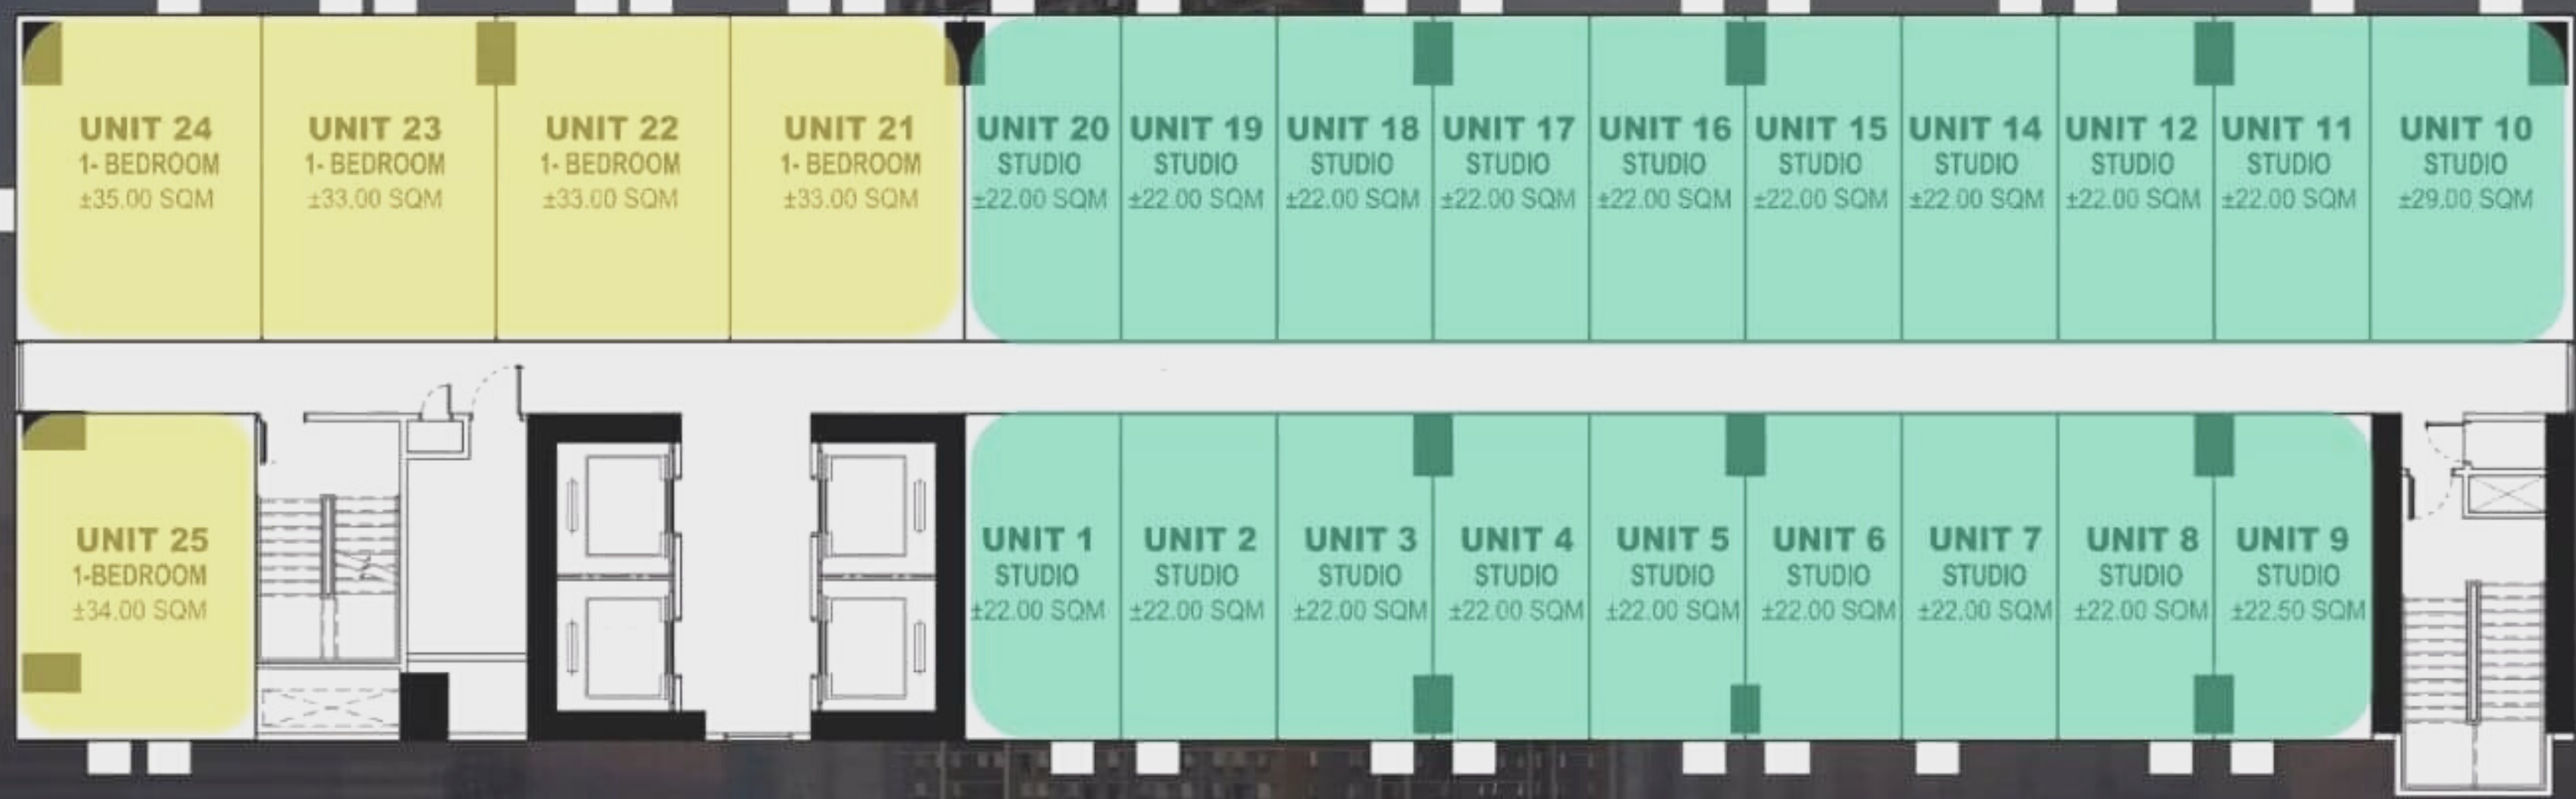 UNIT 24
1- BEDROOM
±35.00 SQM
UNIT 23
1- BEDROOM
±33.00 SQM
UNIT 22
1- BEDROOM
±33.00 SQM
UNIT 21
1- BEDROOM
±33.00 SQM
UNIT 20
STUDIO
±22.00 SQM
UNIT 19
STUDIO
±22.00 SQM
UNIT 18
STUDIO
±22.00 SQM
UNIT 17
STUDIO
±22.00 SQM
UNIT 16
STUDIO
±22.00 SQM
UNIT 15
STUDIO
±22.00 SQM
UNIT 14
STUDIO
±22.00 SQM
UNIT 12
STUDIO
±22.00 SQM
UNIT 11
STUDIO
±22.00 SQM
UNIT 10
STUDIO
±29.00 SQM
UNIT 25
1-BEDROOM
±34.00 SQM
UNIT 1
STUDIO
±22.00 SQM
UNIT 2
STUDIO
±22.00 SQM
UNIT 3
STUDIO
±22.00 SQM
UNIT 4
STUDIO
±22.00 SQM
UNIT 5
STUDIO
±22.00 SQM
UNIT 6
STUDIO
±22.00 SQM
UNIT 7
STUDIO
±22.00 SQM
UNIT 8
STUDIO
±22.00 SQM
UNIT 9
STUDIO
±22.50 SQM